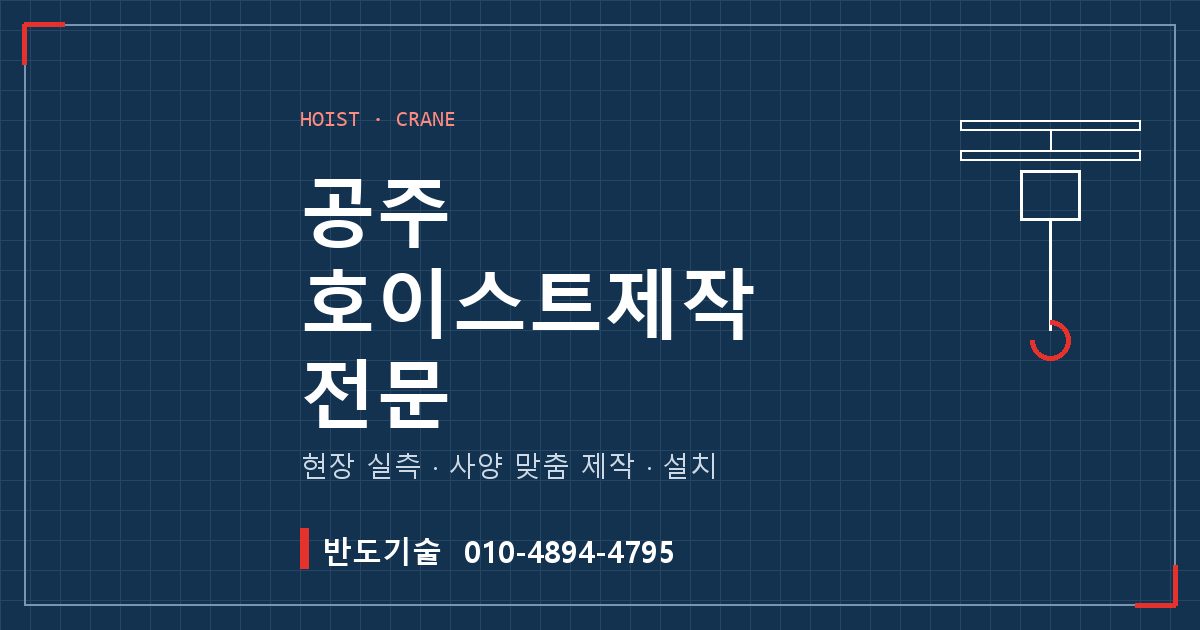 HOIST · CRANE
공주
호이스트제작
전문
현장 실측 · 사양 맞춤 제작 · 설치
반도기술 010-4894-4795